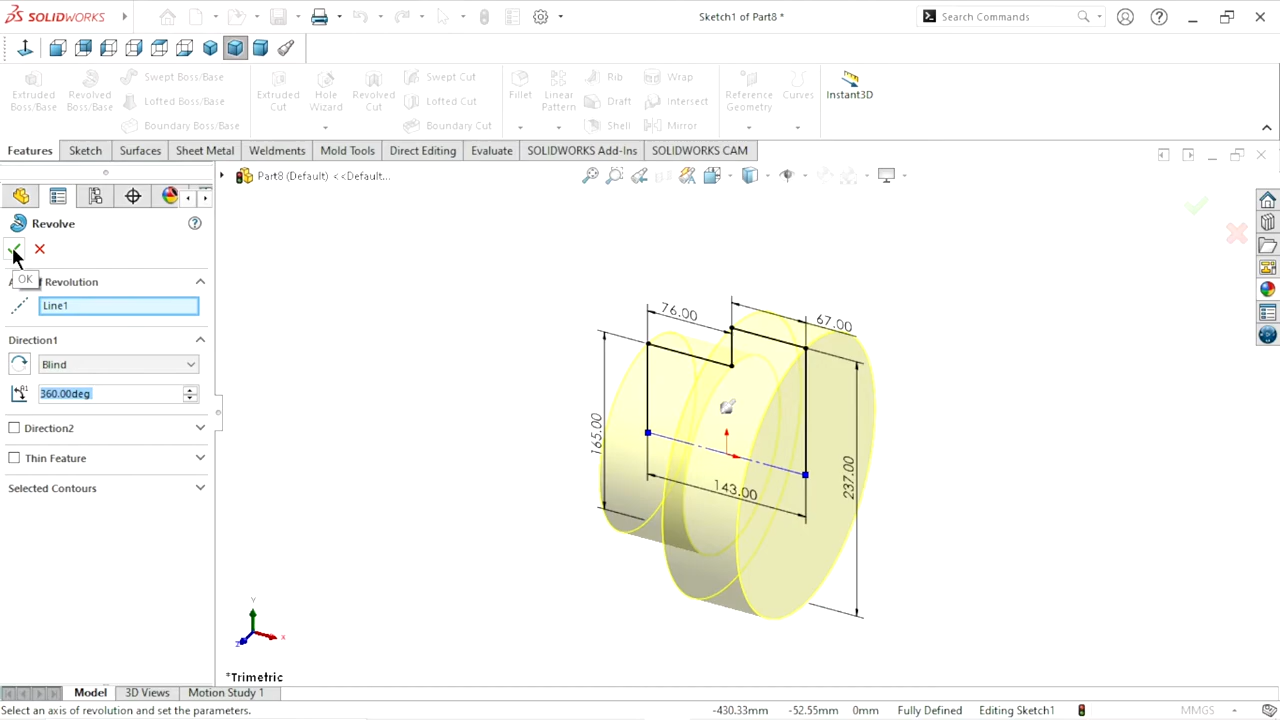 SOLIDWORKS
Sketch1 of Part8 *
Search Commands
Extruded Boss/Base
Revolved Boss/Base
Swept Boss/Base
Lofted Boss/Base
Boundary Boss/Base
Extruded Cut
Hole Wizard
Revolved Cut
Swept Cut
Lofted Cut
Boundary Cut
Fillet
Linear Pattern
Rib
Draft
Shell
Wrap
Intersect
Mirror
Reference Geometry
Curves
Instant3D
Features
Sketch
Surfaces
Sheet Metal
Weldments
Mold Tools
Direct Editing
Evaluate
SOLIDWORKS Add-Ins
SOLIDWORKS CAM
Part8 (Default) <<Default...
Revolve
OK
Revolution
Line1
Direction1
Blind
360.00deg
Direction2
Thin Feature
Selected Contours
76.00
67.00
165.00
143.00
237.00
Y
X
Z
*Trimetric
Model
3D Views
Motion Study 1
Select an axis of revolution and set the parameters.
-430.33mm
-52.55mm
0mm
Fully Defined
Editing Sketch1
MMGS